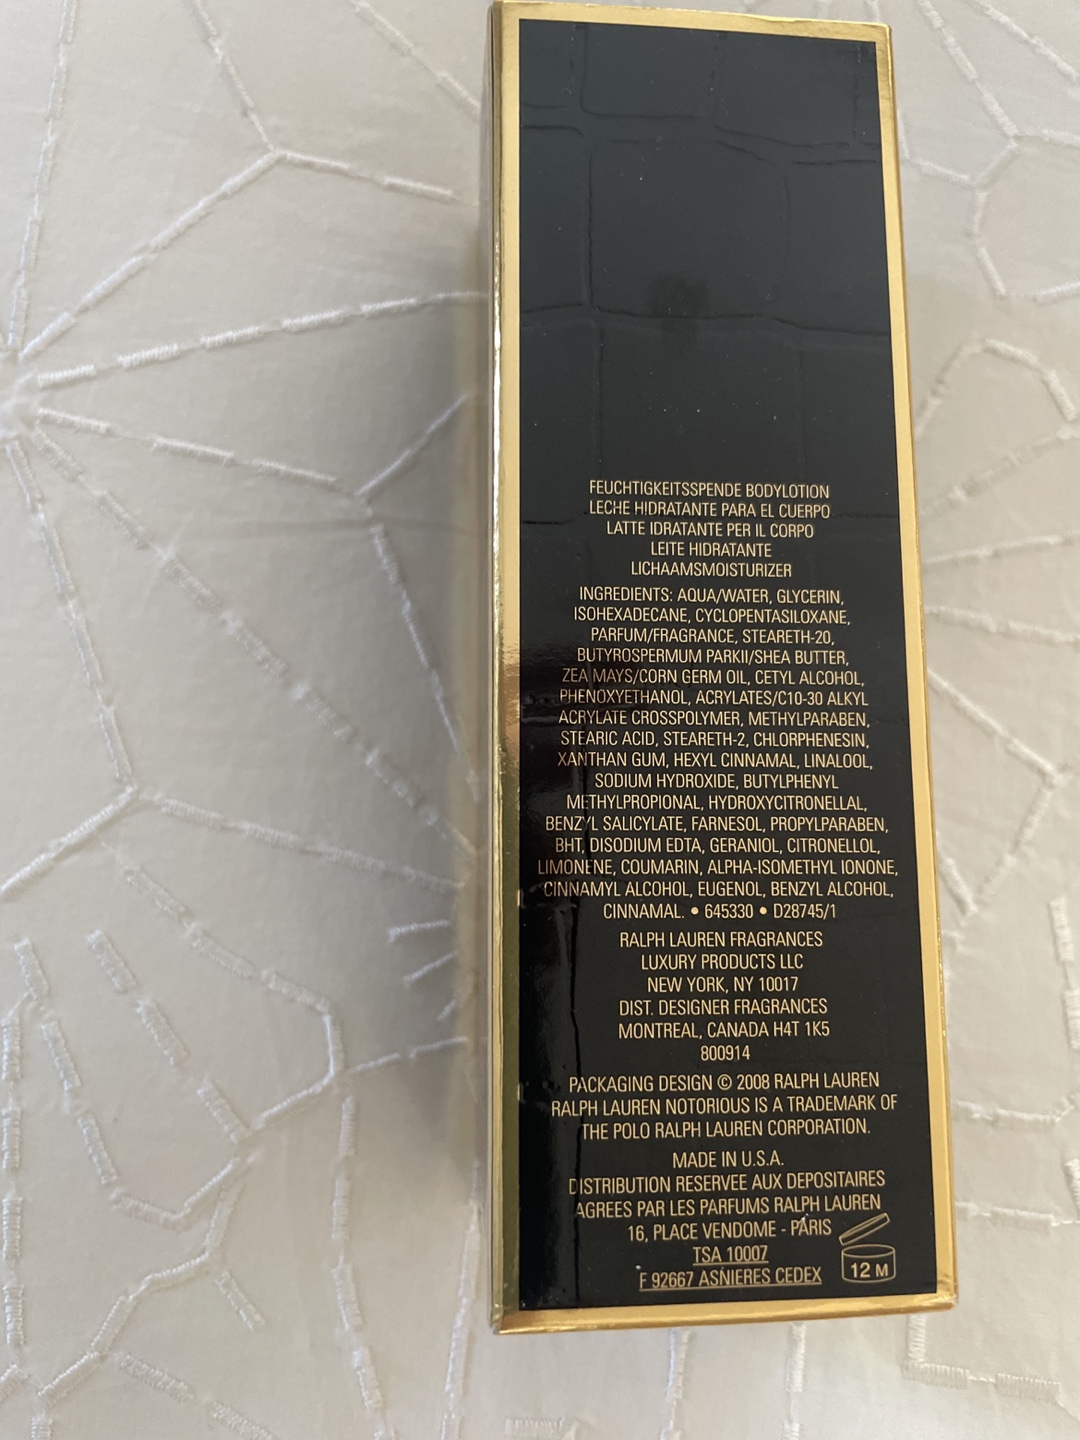 FEUCHTIGKEITSSPENDE BODYLOTION
LECHE HIDRATANTE PARA EL CUERPO
LATTE IDRATANTE PER IL CORPO
LEITE HIDRATANTE
LICHAAMSMOISTURIZER
INGREDIENTS: AQUA/WATER, GLYCERIN,
ISOHEXADECANE, CYCLOPENTASILOXANE,
PARFUM/FRAGRANCE, STEARETH-20,
BUTYROSPERMUM PARKII/SHEA BUTTER,
ZEA MAYS/CORN GERM OIL, CETYL ALCOHOL,
PHENOXYETHANOL, ACRYLATES/C10-30 ALKYL
ACRYLATE CROSSPOLYMER, METHYLPARABEN,
STEARIC ACID, STEARETH-2, CHLORPHENESIN,
XANTHAN GUM, HEXYL CINNAMAL, LINALOOL,
SODIUM HYDROXIDE, BUTYLPHENYL
METHYLPROPIONAL, HYDROXYCITRONELLAL,
BENZYL SALICYLATE, FARNESOL, PROPYLPARABEN,
BHT, DISODIUM EDTA, GERANIOL, CITRONELLOL,
LIMONENE, COUMARIN, ALPHA-ISOMETHYL IONONE,
CINNAMYL ALCOHOL, EUGENOL, BENZYL ALCOHOL,
CINNAMAL. • 645330 • D28745/1
RALPH LAUREN FRAGRANCES
LUXURY PRODUCTS LLC
NEW YORK, NY 10017
DIST. DESIGNER FRAGRANCES
MONTREAL, CANADA H4T 1K5
800914
PACKAGING DESIGN © 2008 RALPH LAUREN
RALPH LAUREN NOTORIOUS IS A TRADEMARK OF
THE POLO RALPH LAUREN CORPORATION.
MADE IN U.S.A.
DISTRIBUTION RESERVEE AUX DEPOSITAIRES
AGREES PAR LES PARFUMS RALPH LAUREN
16, PLACE VENDOME - PARIS
TSA 10007
F 92667 ASNIERES CEDEX
12 M